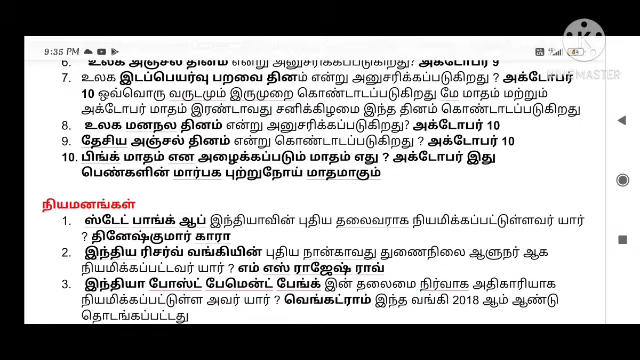 9:35 PM
KINEMASTER
6. உலக அஞ்சல் தினம் என்று அனுசரிக்கப்படுகிறது? அக்டோபர் 9
7. உலக இடப்பெயர்வு பறவை தினம் என்று அனுசரிக்கப்படுகிறது ? அக்டோபர்
10 ஒவ்வொரு வருடமும் இருமுறை கொண்டாடப்படுகிறது மே மாதம் மற்றும்
அக்டோபர் மாதம் இரண்டாவது சனிக்கிழமை இந்த தினம் கொண்டாடப்படுகிறது
8. உலக மனநல தினம் என்று அனுசரிக்கப்படுகிறது? அக்டோபர் 10
9. தேசிய அஞ்சல் தினம் என்று கொண்டாடப்படுகிறது ? அக்டோபர் 10
10. பிங்க் மாதம் என அழைக்கப்படும் மாதம் எது ? அக்டோபர் இது
பெண்களின் மார்பக புற்றுநோய் மாதமாகும்
நியமனங்கள்
1. ஸ்டேட் பாங்க் ஆப் இந்தியாவின் புதிய தலைவராக நியமிக்கப்பட்டுள்ளவர் யார்
? தினேஷ்குமார் காரா
2. இந்திய ரிசர்வ் வங்கியின் புதிய நான்காவது துணைநிலை ஆளுநர் ஆக
நியமிக்கப்பட்டவர் யார் ? எம் எஸ் ராஜேஷ் ராவ்
3. இந்தியா போஸ்ட் பேமென்ட் பேங்க் இன் தலைமை நிர்வாக அதிகாரியாக
நியமிக்கப்பட்டுள்ள அவர் யார் ? வெங்கட்ராம் இந்த வங்கி 2018 ஆம் ஆண்டு
தொடங்கப்பட்டது